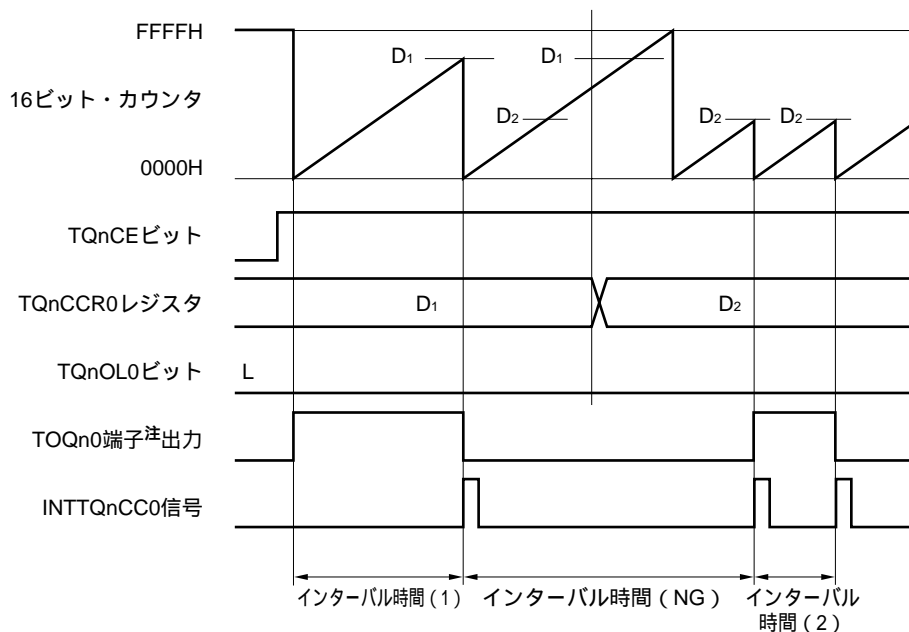 FFFFH
D1
D1
16ビット・カウンタ
D2
D2
D2
0000H
TQnCEビット
TQnCCR0レジスタ
D1
D2
TQnOL0ビット
L
TOQn0端子注出力
INTTQnCC0信号
インターバル時間(1)
インターバル時間(NG)
インターバル
時間(2)